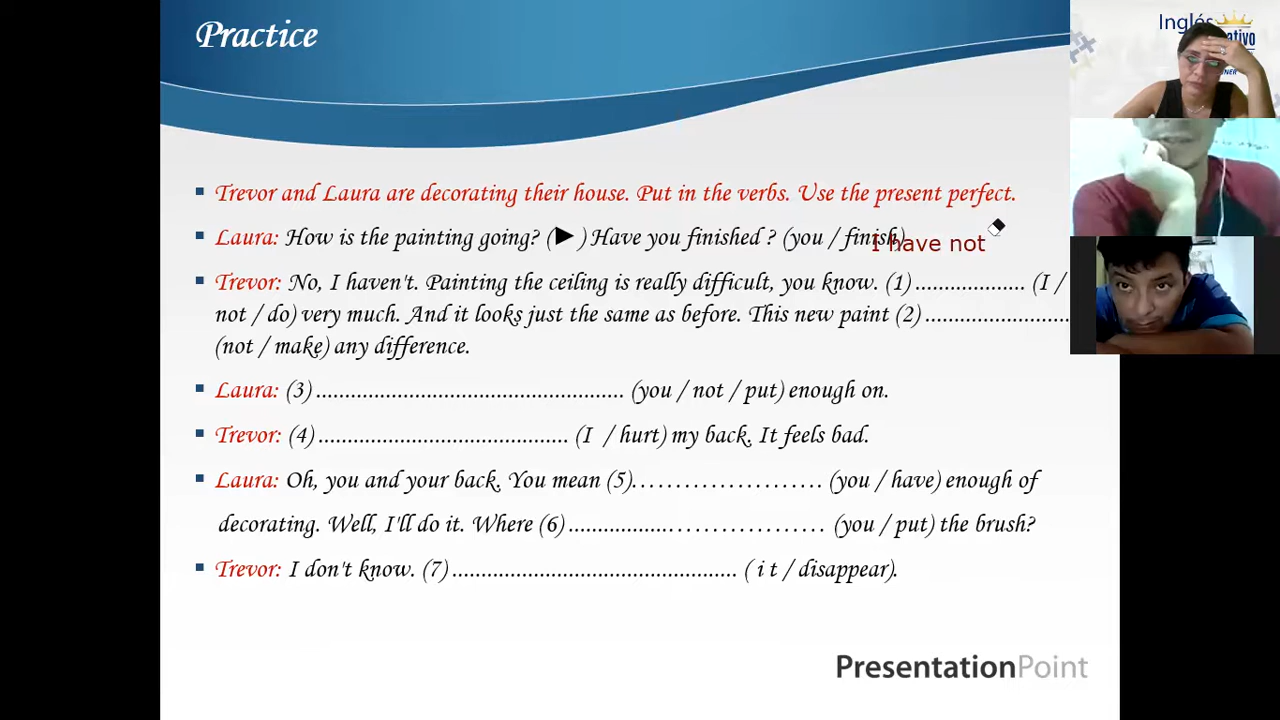 Practice
Inglés
ativo
NER
Trevor and Laura are decorating their house. Put in the verbs. Use the present perfect.
Laura: How is the painting going? (► ) Have you finished ? (you / finish)
I have not
Trevor: No, I haven't. Painting the ceiling is really difficult, you know. (1) ................... (I /
not / do) very much. And it looks just the same as before. This new paint (2) .........................
(not / make) any difference.
Laura: (3) ..................................................... (you / not / put) enough on.
Trevor: (4) ........................................... (I / hurt) my back. It feels bad.
Laura: Oh, you and your back. You mean (5)........................ (you / have) enough of
decorating. Well, I'll do it. Where (6) ................................... (you / put) the brush?
Trevor: I don't know. (7) ................................................. ( i t / disappear).
PresentationPoint